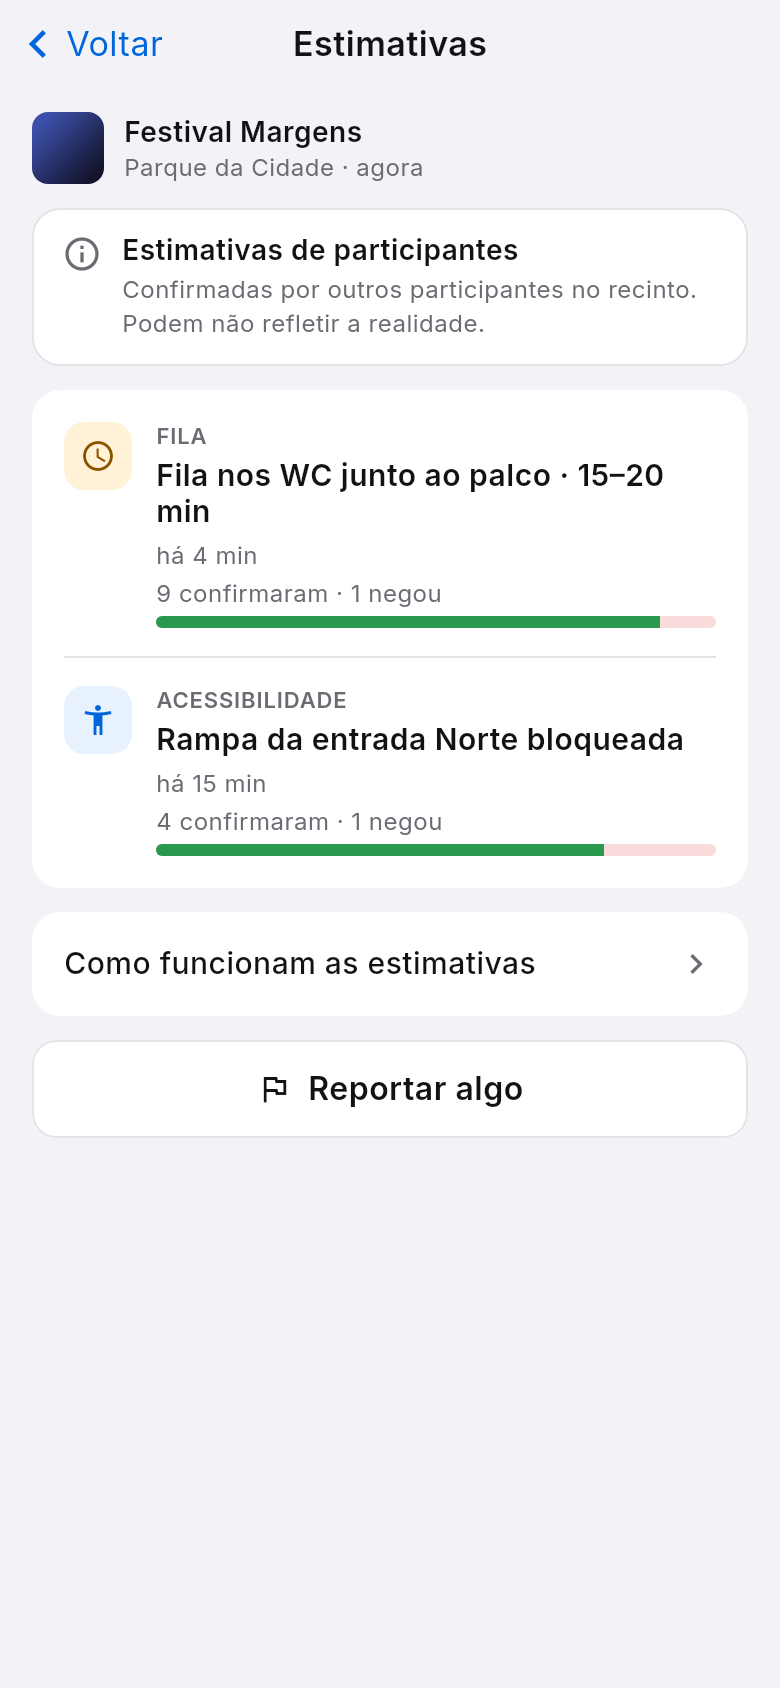 Voltar
Estimativas
Festival Margens
Parque da Cidade · agora
Estimativas de participantes
Confirmadas por outros participantes no recinto.
Podem não refletir a realidade.
FILA
Fila nos WC junto ao palco · 15–20
min
há 4 min
9 confirmaram · 1 negou
ACESSIBILIDADE
Rampa da entrada Norte bloqueada
há 15 min
4 confirmaram · 1 negou
Como funcionam as estimativas
Reportar algo